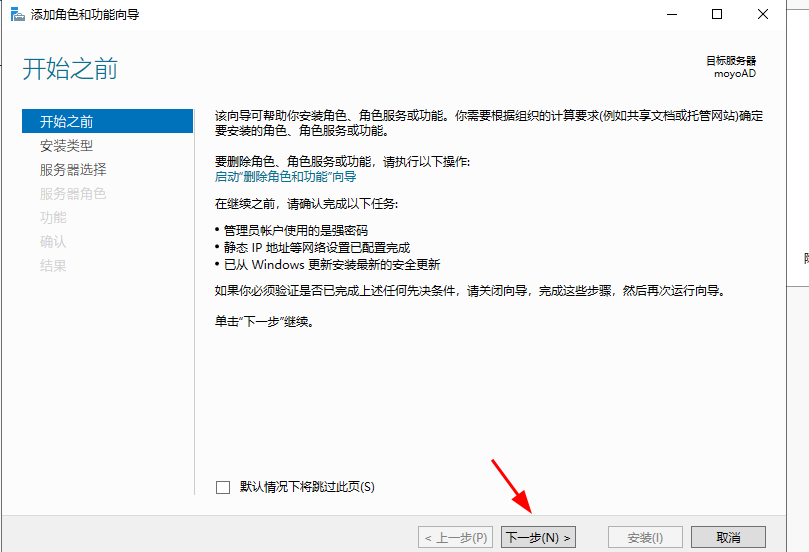 添加角色和功能向导
开始之前
目标服务器
moyoAD
开始之前
安装类型
服务器选择
服务器角色
功能
确认
结果
该向导可帮助你安装角色、角色服务或功能。你需要根据组织的计算要求(例如共享文档或托管网站)确定
要安装的角色、角色服务或功能。
要删除角色、角色服务或功能，请执行以下操作:
启动“删除角色和功能”向导
在继续之前，请确认完成以下任务:
• 管理员帐户使用的是强密码
• 静态 IP 地址等网络设置已配置完成
• 已从 Windows 更新安装最新的安全更新
如果你必须验证是否已完成上述任何先决条件，请关闭向导，完成这些步骤，然后再次运行向导。
单击“下一步”继续。
默认情况下将跳过此页(S)
< 上一步(P)
下一步(N) >
安装(I)
取消